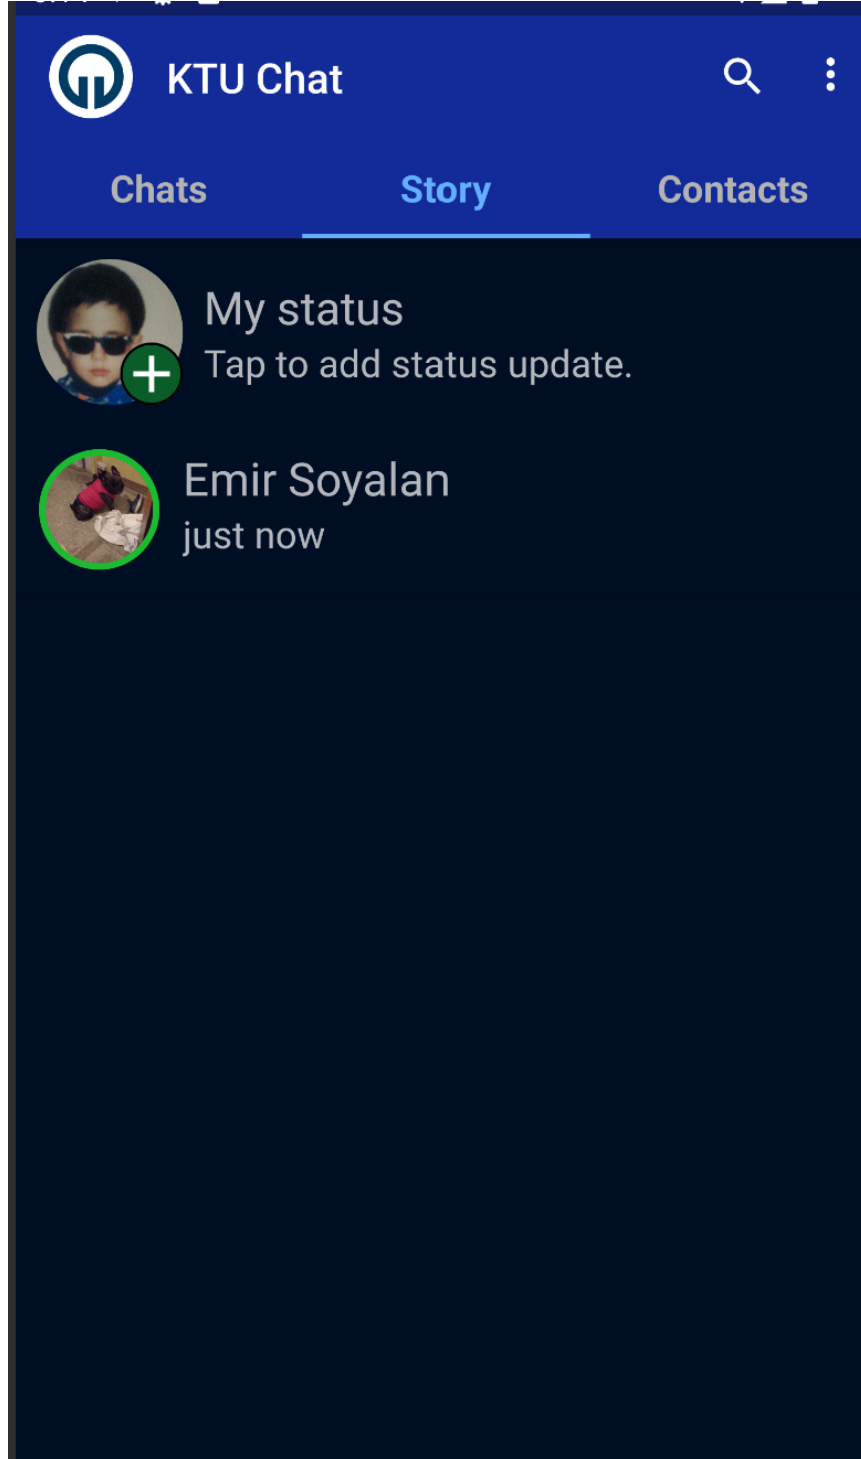 KTU Chat
Chats Story Contacts
My status
Tap to add status update.
Emir Soyalan
just now